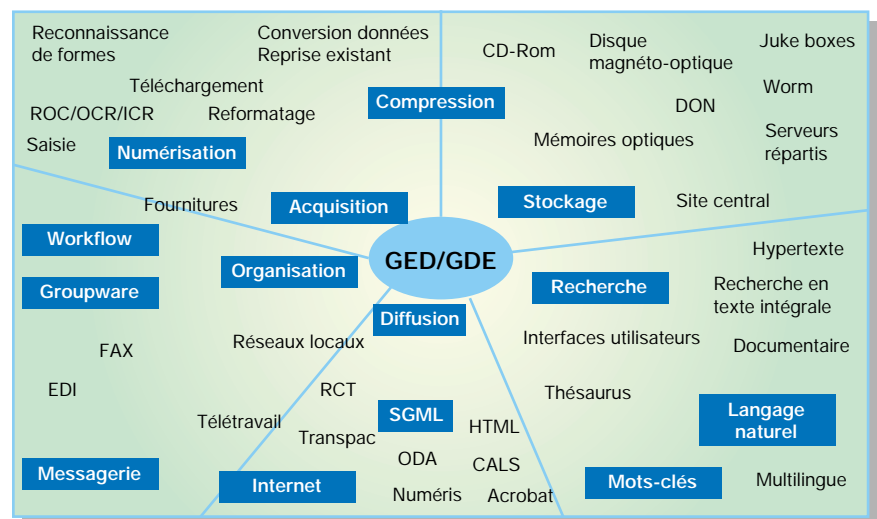 Reconnaissance
de formes
Conversion données
Reprise existant
Téléchargement
ROC/OCR/ICR
Reformatage
Compression
Saisie
Numérisation
Fournitures
Acquisition
CD-Rom
Disque
magnéto-optique
Juke boxes
Worm
DON
Mémoires optiques
Serveurs
répartis
Stockage
Site central
GED/GDE
Workflow
Organisation
Groupware
FAX
EDI
Messagerie
Diffusion
Réseaux locaux
RCT
Télétravail
Transpac
SGML
HTML
ODA
CALS
Internet
Numéris
Acrobat
Hypertexte
Recherche
Recherche en
texte intégrale
Interfaces utilisateurs
Documentaire
Thésaurus
Langage
naturel
Mots-clés
Multilingue